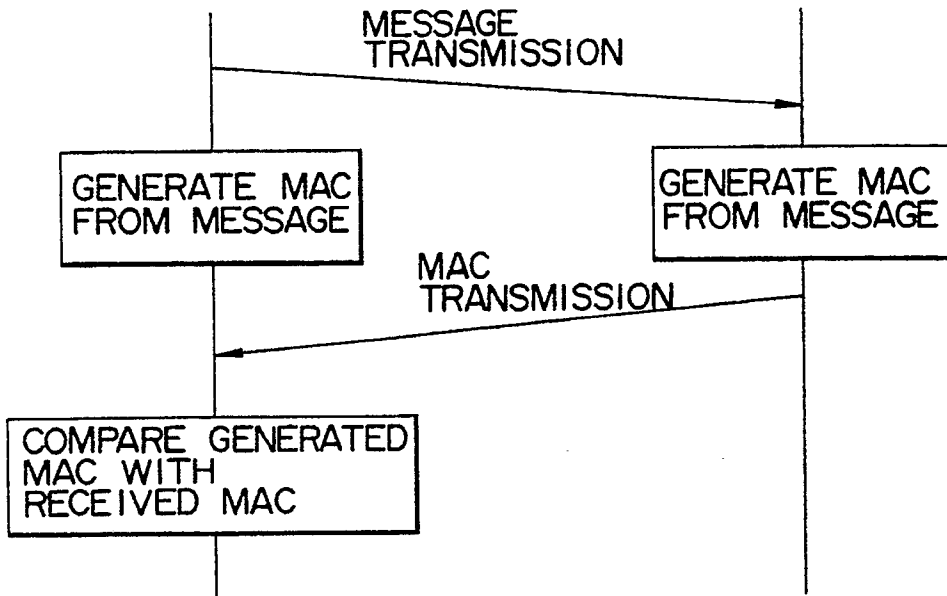 MESSAGE
TRANSMISSION
GENERATE MAC
FROM MESSAGE
GENERATE MAC
FROM MESSAGE
MAC
TRANSMISSION
COMPARE GENERATED
MAC WITH
RECEIVED MAC